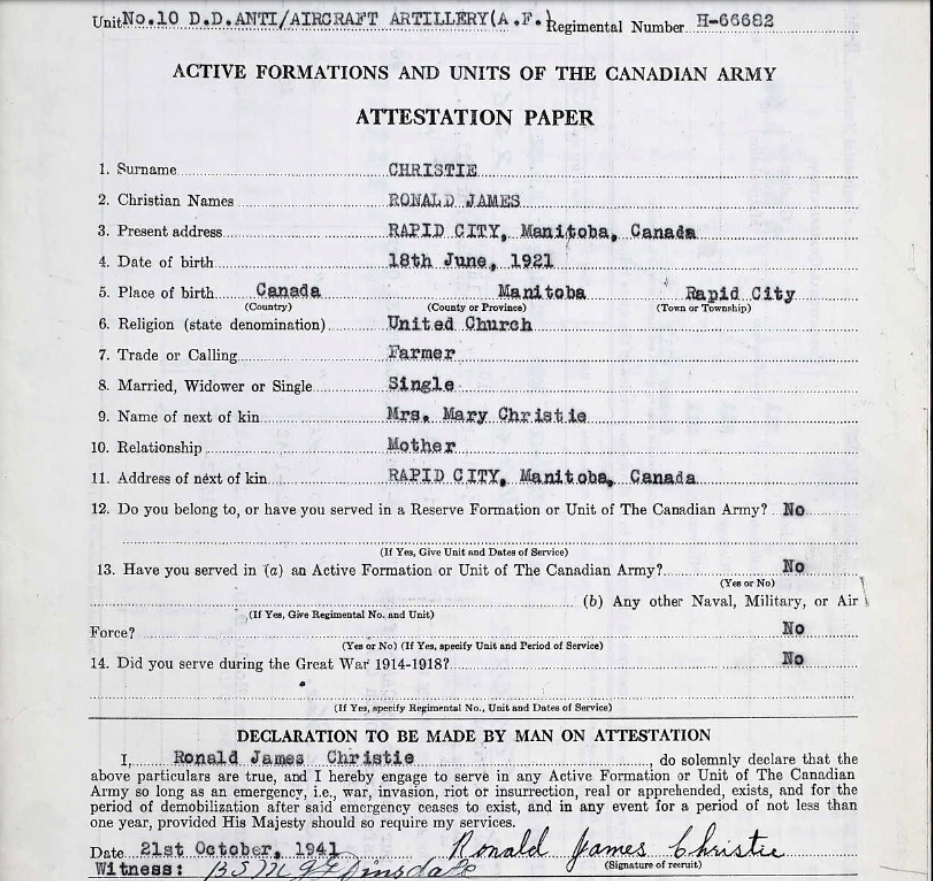 Unit No.10 D.D.ANTI/AIRCRAFT ARTILLERY(A.F.) Regimental Number H-66682
ACTIVE FORMATIONS AND UNITS OF THE CANADIAN ARMY
ATTESTATION PAPER
1. Surname CHRISTIE
2. Christian Names RONALD JAMES
3. Present address RAPID CITY, Manitoba, Canada
4. Date of birth 18th June, 1921
5. Place of birth Canada Manitoba Rapid City
(Country) (County or Province) (Town or Township)
6. Religion (state denomination) United Church
7. Trade or Calling Farmer
8. Married, Widower or Single Single
9. Name of next of kin Mrs. Mary Christie
10. Relationship Mother
11. Address of next of kin RAPID CITY, Manitoba, Canada
12. Do you belong to, or have you served in a Reserve Formation or Unit of The Canadian Army? No
(If Yes, Give Unit and Dates of Service)
13. Have you served in (a) an Active Formation or Unit of The Canadian Army? No
(Yes or No)
(b) Any other Naval, Military, or Air
(If Yes, Give Regimental No. and Unit)
Force? No
(Yes or No) (If Yes, specify Unit and Period of Service)
14. Did you serve during the Great War 1914-1918? No
(If Yes, specify Regimental No., Unit and Dates of Service)
DECLARATION TO BE MADE BY MAN ON ATTESTATION
I, Ronald James Christie, do solemnly declare that the
above particulars are true, and I hereby engage to serve in any Active Formation or Unit of The Canadian
Army so long as an emergency, i.e., war, invasion, riot or insurrection, real or apprehended, exists, and for the
period of demobilization after said emergency ceases to exist, and in any event for a period of not less than
one year, provided His Majesty should so require my services.
Date 21st October, 1941 Ronald James Christie
Witness: (Signature of recruit)